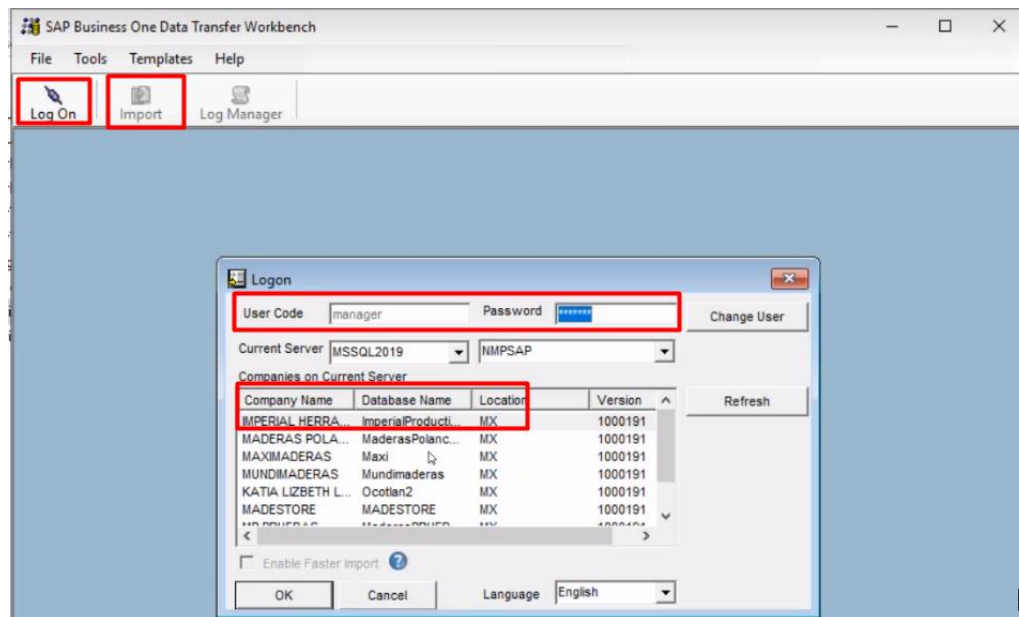 SAP Business One Data Transfer Workbench
File Tools Templates Help
Log On Import Log Manager
Logon
User Code manager Password *******
Change User
Current Server MSSQL2019 NMPSAP
Companies on Current Server
Company Name Database Name Location Version
Refresh
IMPERIAL HERRA... ImperialProducti... MX 1000191
MADERAS POLA... MaderasPolanc... MX 1000191
MAXIMADERAS Maxi MX 1000191
MUNDIMADERAS Mundimaderas MX 1000191
KATIA LIZBETH L... Ocotlan2 MX 1000191
MADESTORE MADESTORE MX 1000191
Enable Faster Import ?
OK Cancel Language English